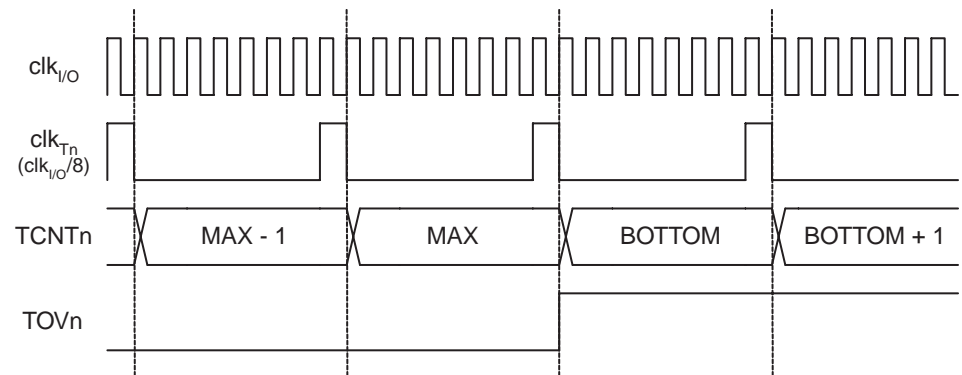 clkI/O
clkTn
(clkI/O/8)
TCNTn MAX - 1 MAX BOTTOM BOTTOM + 1
TOVn